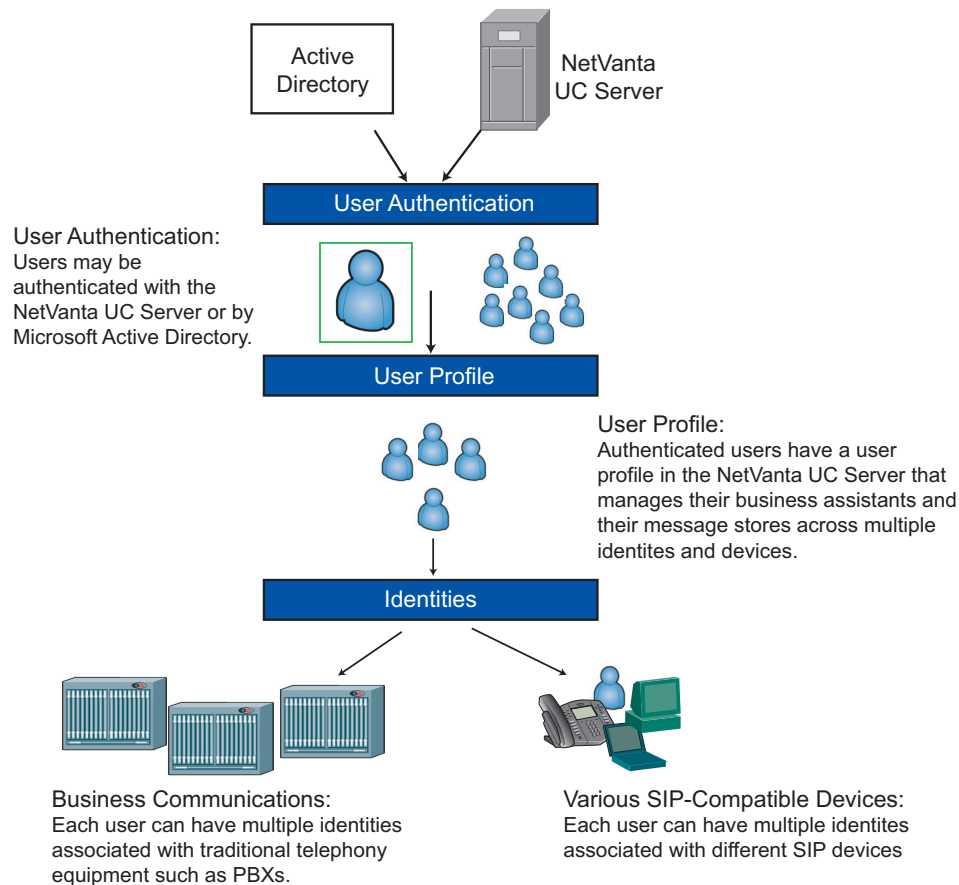 Active
Directory
NetVanta
UC Server
User Authentication
User Authentication:
Users may be
authenticated with the
NetVanta UC Server or by
Microsoft Active Directory.
User Profile
User Profile:
Authenticated users have a user
profile in the NetVanta UC Server that
manages their business assistants and
their message stores across multiple
identites and devices.
Identities
Business Communications:
Each user can have multiple identities
associated with traditional telephony
equipment such as PBXs.
Various SIP-Compatible Devices:
Each user can have multiple identites
associated with different SIP devices